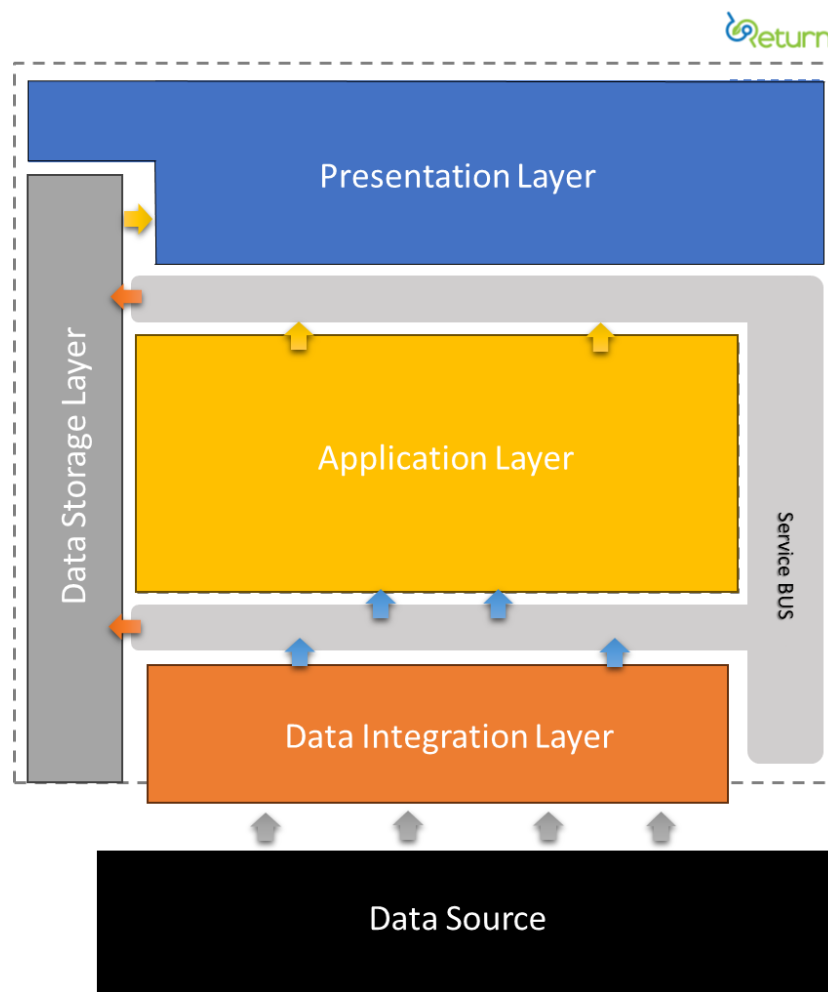 Return
Presentation Layer
Data Storage Layer
Application Layer
Service BUS
Data Integration Layer
Data Source